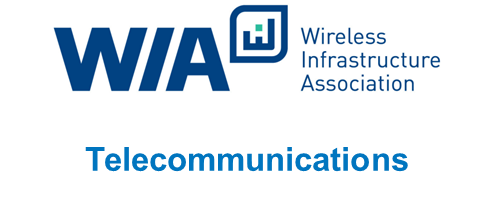 WIA
Wireless
Infrastructure
Association
Telecommunications